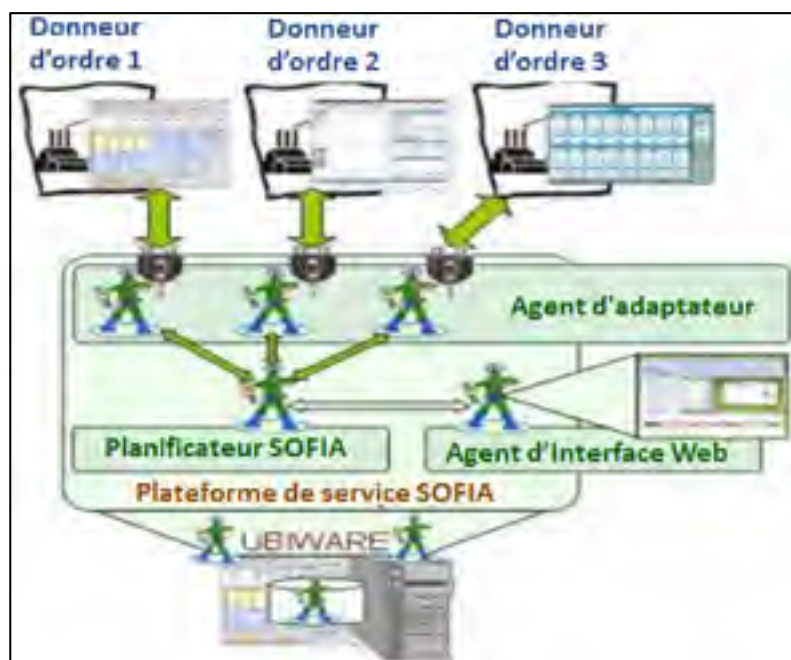 Donneur d'ordre 1
Donneur d'ordre 2
Donneur d'ordre 3
Agent d'adaptateur
Planificateur SOFIA
Agent d'Interface Web
Plateforme de service SOFIA
UBIWARE